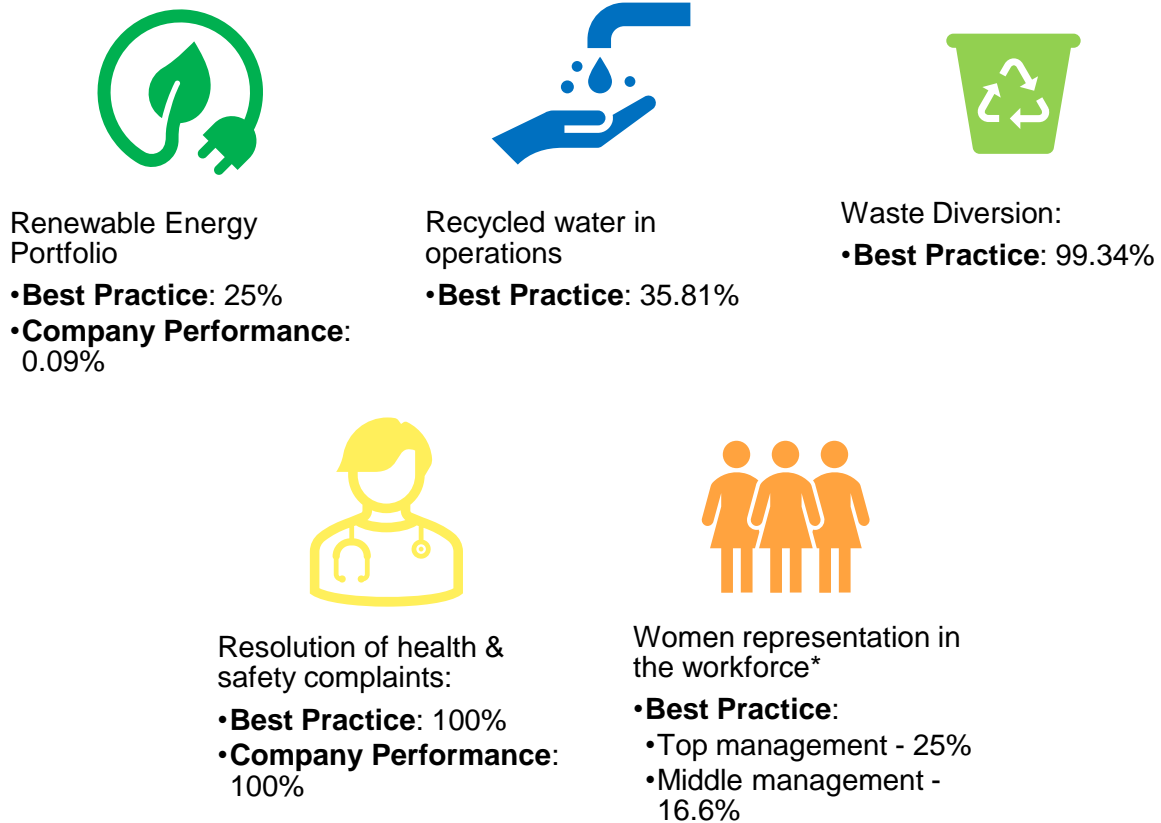 Renewable Energy
Portfolio
•Best Practice: 25%
•Company Performance:
0.09%
Recycled water in
operations
•Best Practice: 35.81%
Waste Diversion:
•Best Practice: 99.34%
Resolution of health &
safety complaints:
•Best Practice: 100%
•Company Performance:
100%
Women representation in
the workforce*
•Best Practice:
•Top management - 25%
•Middle management -
16.6%